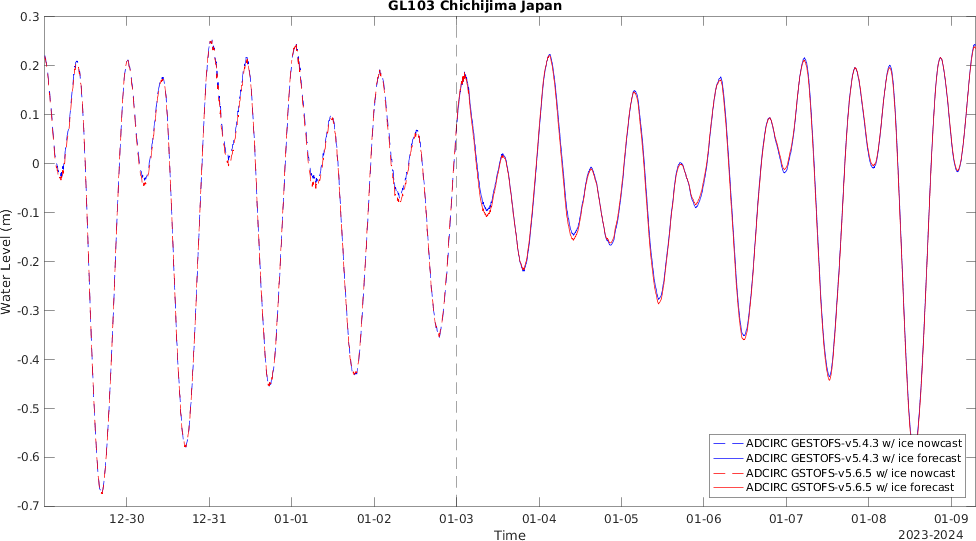 GL103 Chichijima Japan
0.3
0.2
0.1
0
-0.1
-0.2
-0.3
-0.4
-0.5
-0.6
-0.7
Water Level (m)
ADCIRC GESTOFS-v5.4.3 w/ ice nowcast
ADCIRC GESTOFS-v5.4.3 w/ ice forecast
ADCIRC GSTOFS-v5.6.5 w/ ice nowcast
ADCIRC GSTOFS-v5.6.5 w/ ice forecast
12-30 12-31 01-01 01-02 01-03 01-04 01-05 01-06 01-07 01-08 01-09
Time
2023-2024